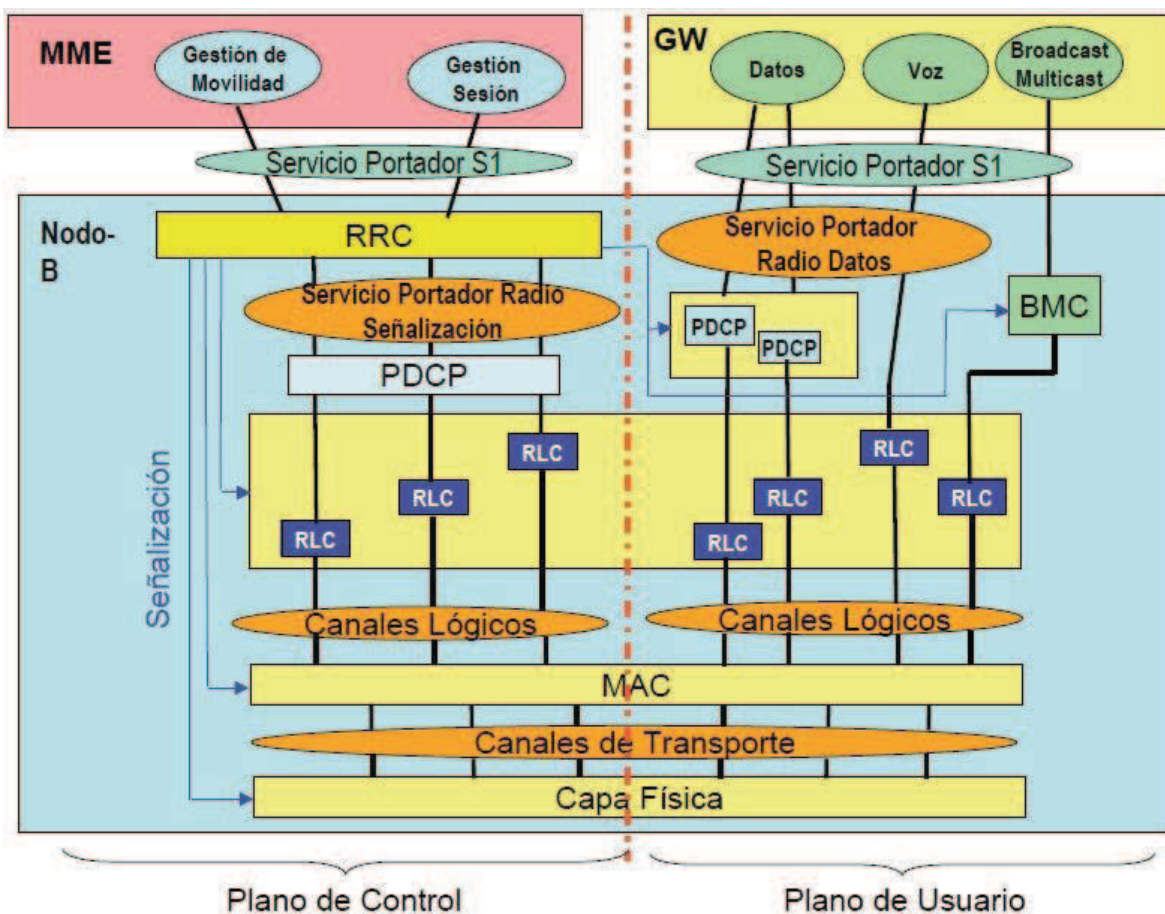 MME
Gestión de
Movilidad
Gestión
Sesión
GW
Datos
Voz
Broadcast
Multicast
Servicio Portador S1
Servicio Portador S1
Nodo-
B
RRC
Servicio Portador
Radio Datos
Servicio Portador Radio
Señalización
BMC
PDCP
PDCP
PDCP
Señalización
RLC
RLC
RLC
RLC
RLC
RLC
RLC
Canales Lógicos
Canales Lógicos
MAC
Canales de Transporte
Capa Física
Plano de Control
Plano de Usuario